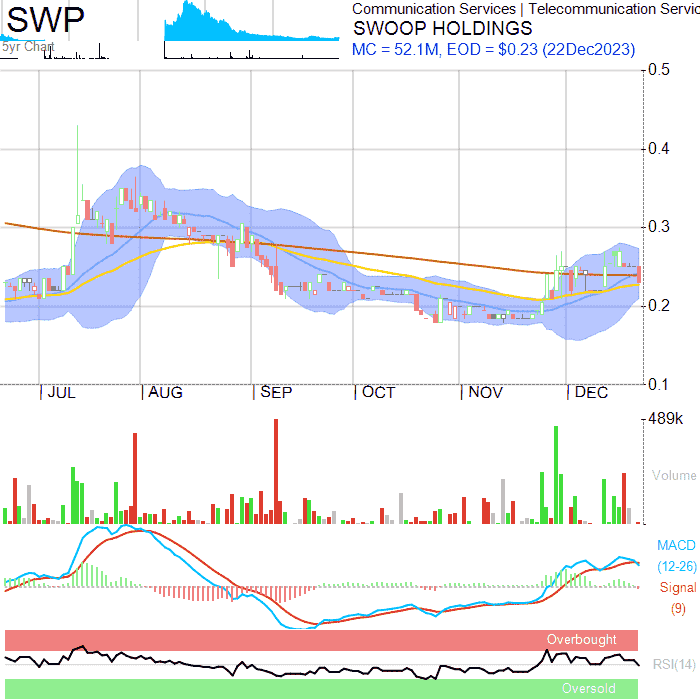 SWP
5yr Chart
Communication Services | Telecommunication Servic
SWOOP HOLDINGS
MC = 52.1M, EOD = $0.23 (22Dec2023)
0.5
0.4
0.3
0.2
0.1
JUL AUG SEP OCT NOV DEC
489k
Volume
MACD
(12-26)
Signal
(9)
Overbought
RSI(14)
Oversold